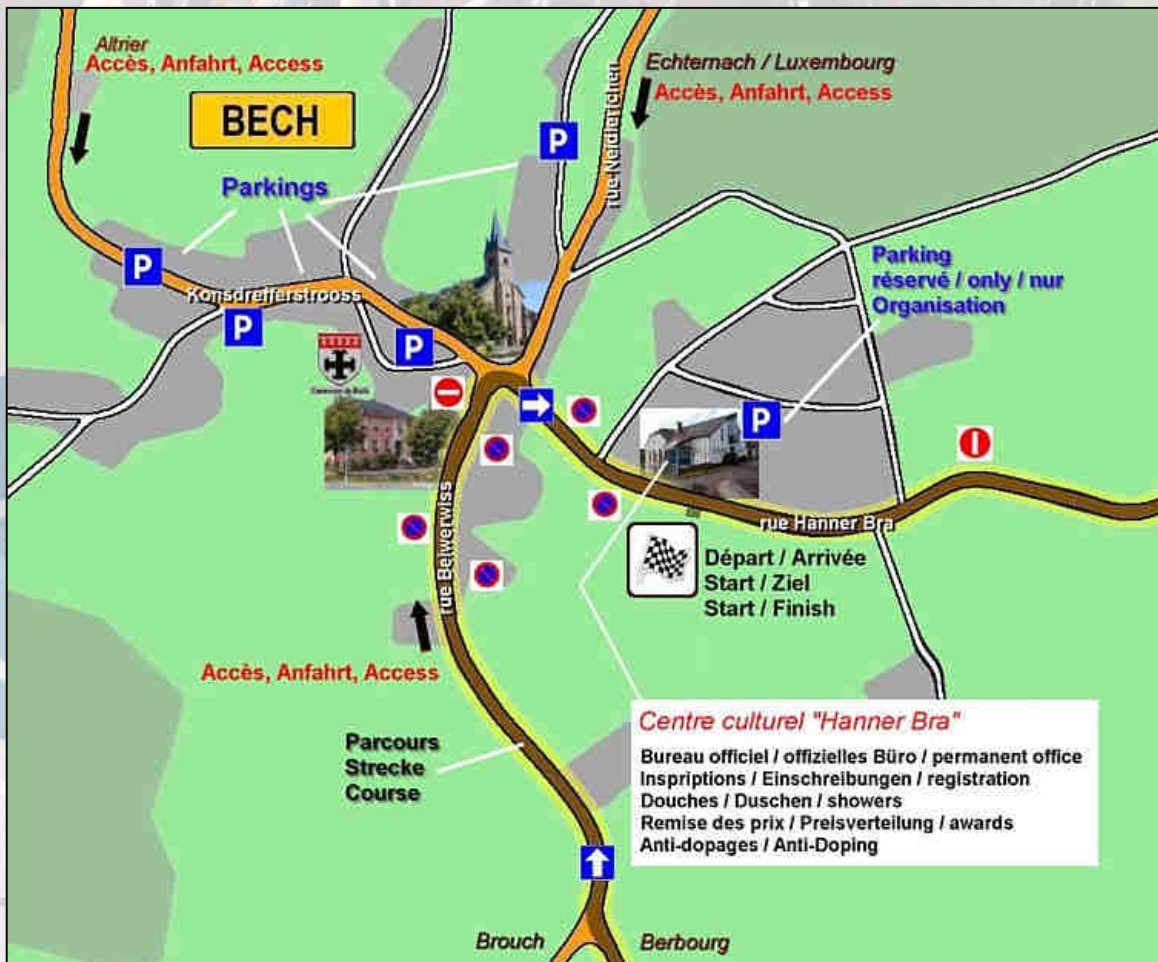 Altrier
Accès, Anfahrt, Access
BECH
Echternach / Luxembourg
Accès, Anfahrt, Access
rue Neidlerichen
P
Parkings
P
Konsdrefferstrooss
P
P
Parking
réservé / only / nur
Organisation
P
rue Hanner Bra
rue Beiwerwiss
Départ / Arrivée
Start / Ziel
Start / Finish
Accès, Anfahrt, Access
Parcours
Strecke
Course
Centre culturel "Hanner Bra"
Bureau officiel / offizielles Büro / permanent office
Inspriptions / Einschreibungen / registration
Douches / Duschen / showers
Remise des prix / Preisverteilung / awards
Anti-dopages / Anti-Doping
Brouch
Berbourg